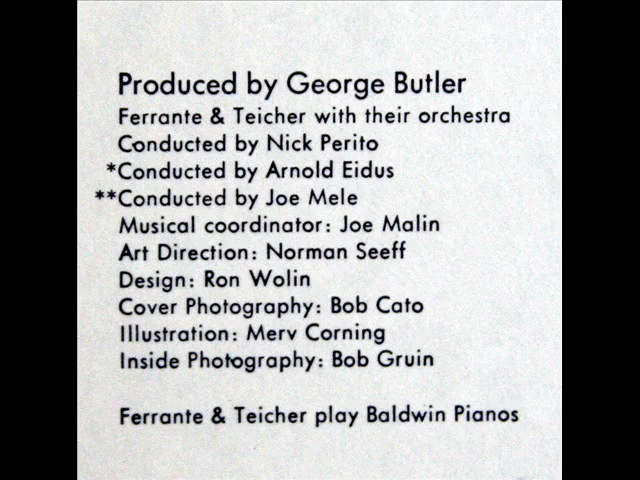 Produced by George Butler
Ferrante & Teicher with their orchestra
Conducted by Nick Perito
*Conducted by Arnold Eidus
**Conducted by Joe Mele
Musical coordinator: Joe Malin
Art Direction: Norman Seeff
Design: Ron Wolin
Cover Photography: Bob Cato
Illustration: Merv Corning
Inside Photography: Bob Gruin
Ferrante & Teicher play Baldwin Pianos